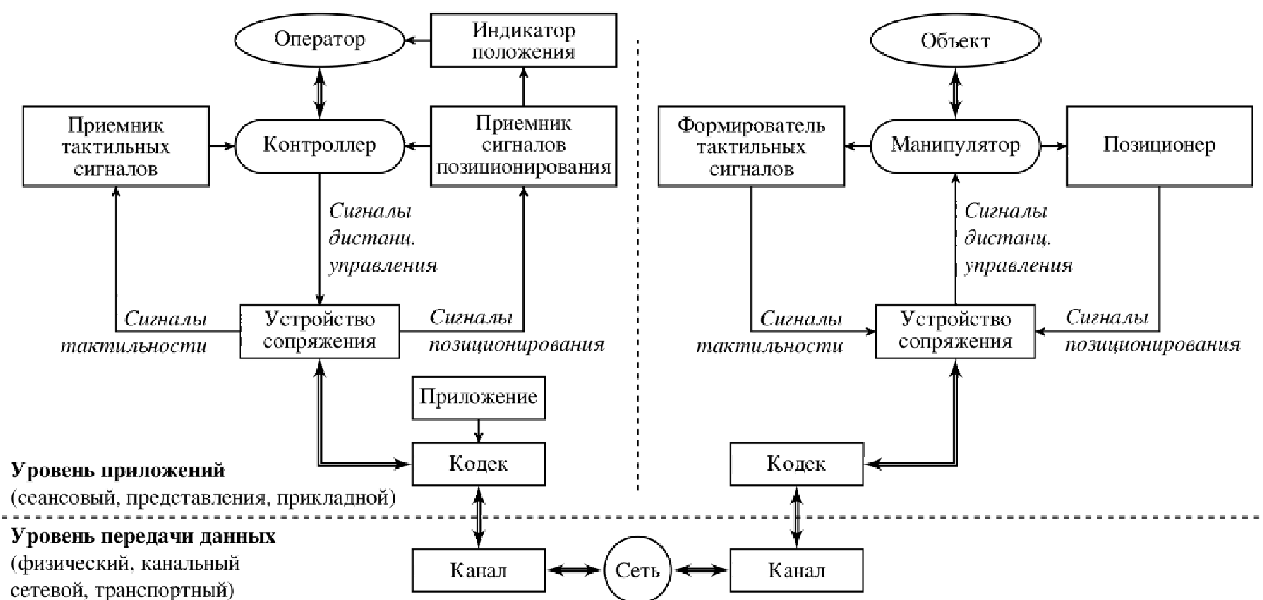 Оператор
Индикатор
положения
Объект
Приемник
тактильных
сигналов
Контроллер
Приемник
сигналов
позиционирования
Формирователь
тактильных
сигналов
Манипулятор
Позиционер
Сигналы
дистанц.
управления
Сигналы
дистанц.
управления
Сигналы
тактильности
Устройство
сопряжения
Сигналы
позиционирования
Сигналы
тактильности
Устройство
сопряжения
Сигналы
позиционирования
Приложение
Кодек
Кодек
Уровень приложений
(сеансовый, представления, прикладной)
Уровень передачи данных
(физический, канальный
сетевой, транспортный)
Канал
Сеть
Канал